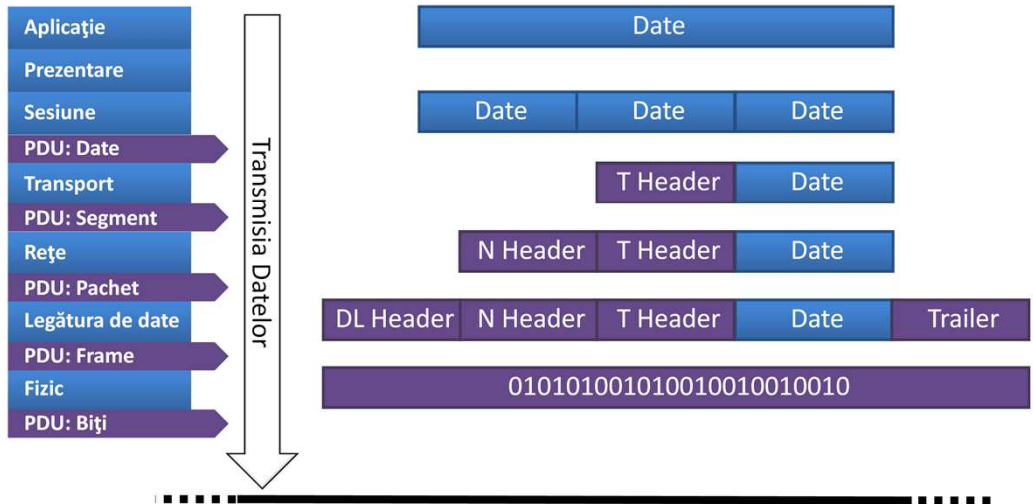 Aplicaţie
Date
Prezentare
Sesiune
Date Date Date
PDU: Date
Transport
T Header Date
PDU: Segment
Reţe
N Header T Header Date
PDU: Pachet
Legătura de date
DL Header N Header T Header Date Trailer
PDU: Frame
Fizic
010101001010010010010010
PDU: Biţi
Transmisia Datelor